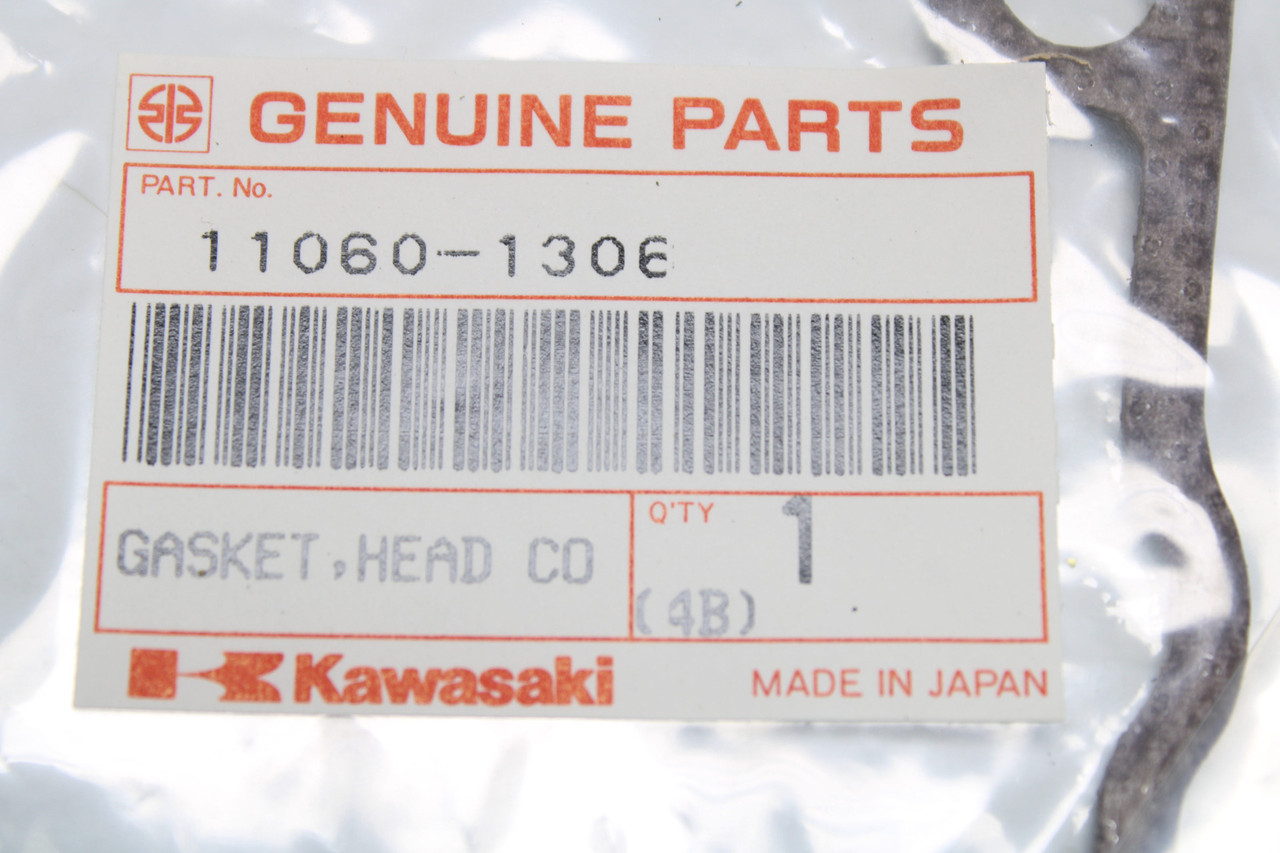 GENUINE PARTS
PART. No.
11060-1306
GASKET,HEAD CO
Q'TY 1
(4B)
Kawasaki
MADE IN JAPAN